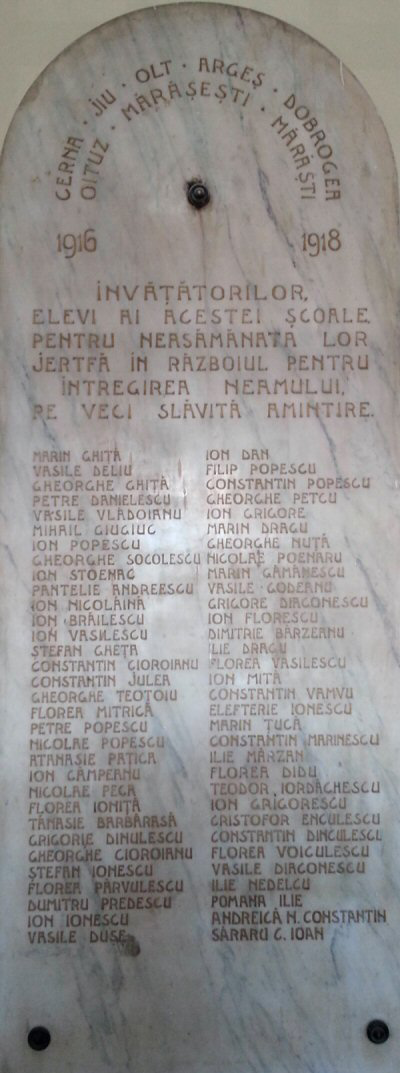 CERNA · JIU · OLT · ARGEȘ · DOBROGEA
OITUZ · MĂRĂȘEȘTI · MĂRĂȘTI
1916 1918
ÎNVĂȚĂTORILOR,
ELEVI AI ACESTEI ȘCOALE,
PENTRU NEASĂMĂNATA LOR
JERTFĂ ÎN RĂZBOIUL PENTRU
ÎNTREGIREA NEAMULUI,
PE VECI SLĂVITĂ AMINTIRE.
MARIN GHIȚĂ
VASILE DELIU
GHEORGHE GHIȚĂ
PETRE DANIELESCU
VASILE VLĂDOIANU
MIHAIL GIUGIUC
ION POPESCU
GHEORGHE SOCOLESCU
ION STOENAC
PANTELIE ANDREESCU
ION NICOLĂINĂ
ION BRĂILESCU
ION VASILESCU
STEFAN GHEȚA
CONSTANTIN CIOROIANU
CONSTANTIN JULEA
GHEORGHE TEOTOIU
FLOREA MITRICĂ
PETRE POPESCU
NICOLAE POPESCU
ATANASIE PATICA
ION CÂMPEANU
NICOLAE PECA
FLOREA IONIȚĂ
TĂNASIE BARBĂRASĂ
GRIGORIE DINULESCU
GHEORGHE CIOROIANU
ȘTEFAN IONESCU
FLOREA PÂRVULESCU
DUMITRU PREDESCU
ION IONESCU
VASILE DUȘE
ION DAN
FILIP POPESCU
CONSTANTIN POPESCU
GHEORGHE PETCU
ION GRIGORE
MARIN DRAGU
GHEORGHE NUȚĂ
NICOLAE POENARU
MARIN GĂMĂNESCU
VASILE GODEANU
GRIGORE DIACONESCU
ION FLORESCU
DIMITRIE BÂRZEANU
ILIE DRAGU
FLOREA VASILESCU
ION MITĂ
CONSTANTIN VAMVU
ELEFTERIE IONESCU
MARIN ȚUCĂ
CONSTANTIN MARINESCU
ILIE MÂRZAN
FLOREA DIDU
TEODOR IORDĂCHESCU
ION GRIGORESCU
CRISTOFOR ENCULESCU
CONSTANTIN DINCULESCU
FLOREA VOICULESCU
VASILE DIACONESCU
ILIE NEDELCU
POMANA ILIE
ANDREICĂ N. CONSTANTIN
SĂRARU C. IOAN